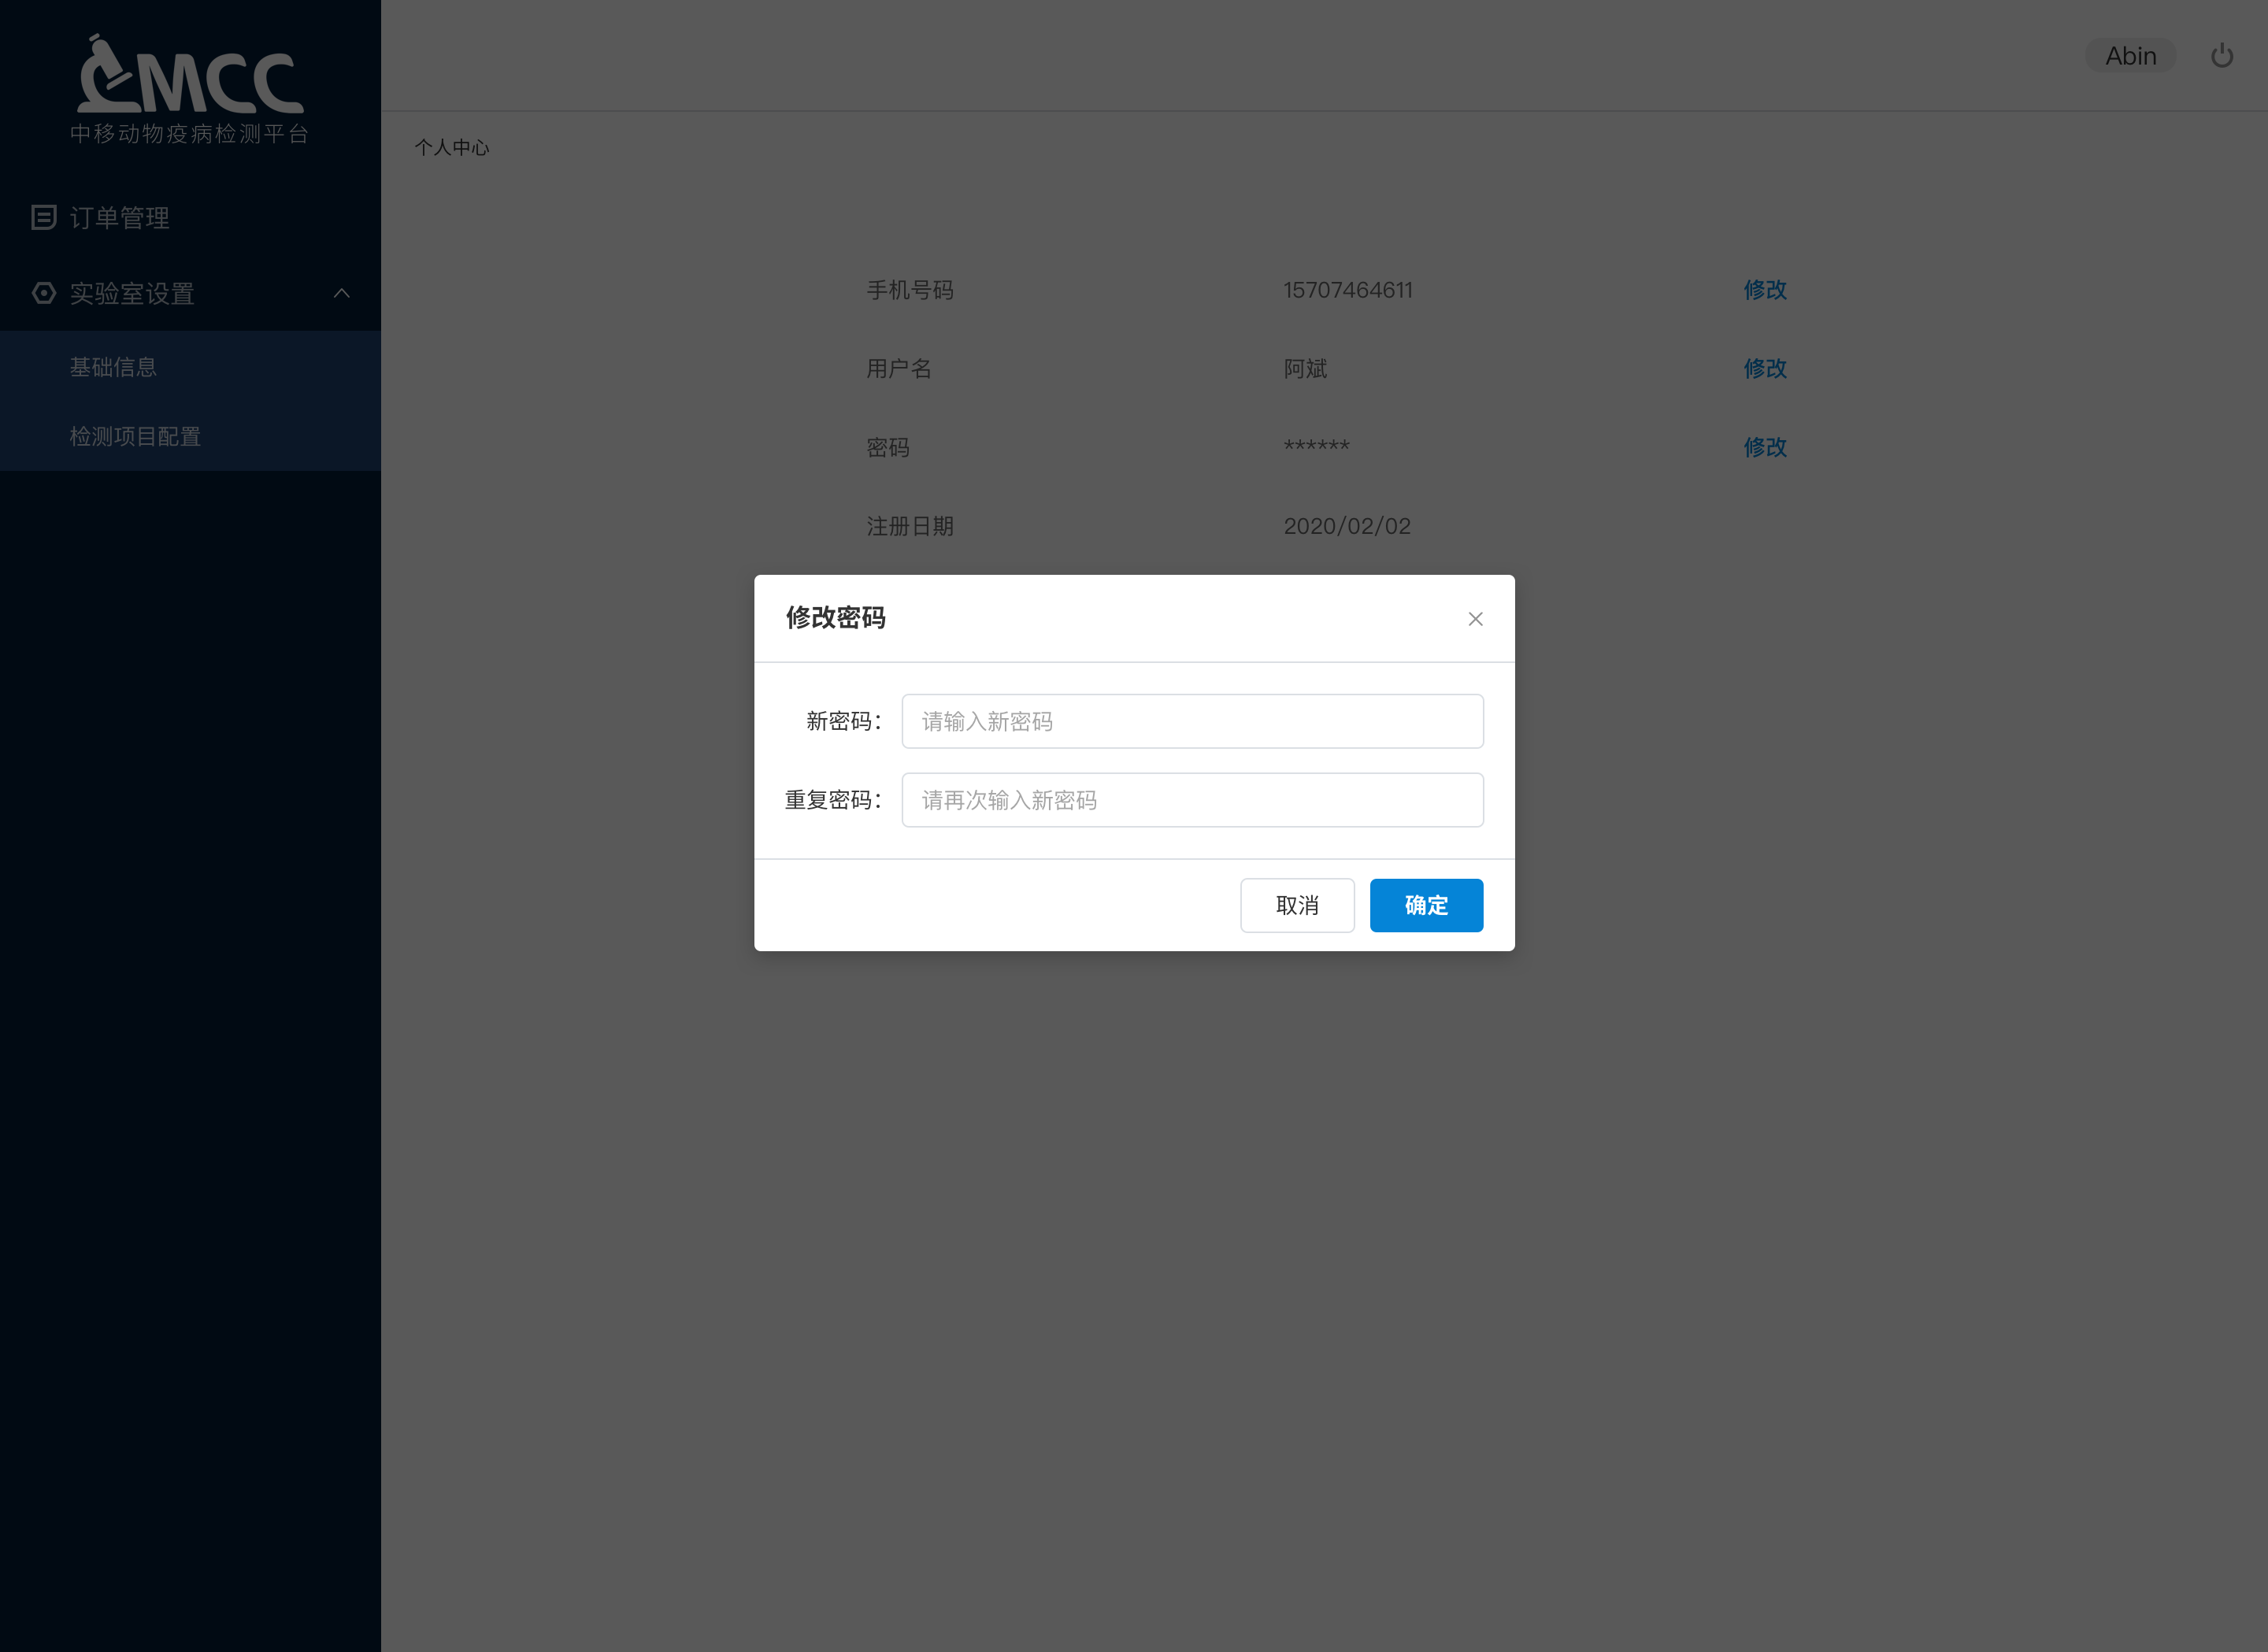 MCC
中移动物疫病检测平台
Abin
个人中心
订单管理
实验室设置
基础信息
检测项目配置
手机号码 15707464611 修改
用户名 阿斌 修改
密码 ****** 修改
注册日期 2020/02/02
修改密码
新密码： 请输入新密码
重复密码： 请再次输入新密码
取消 确定